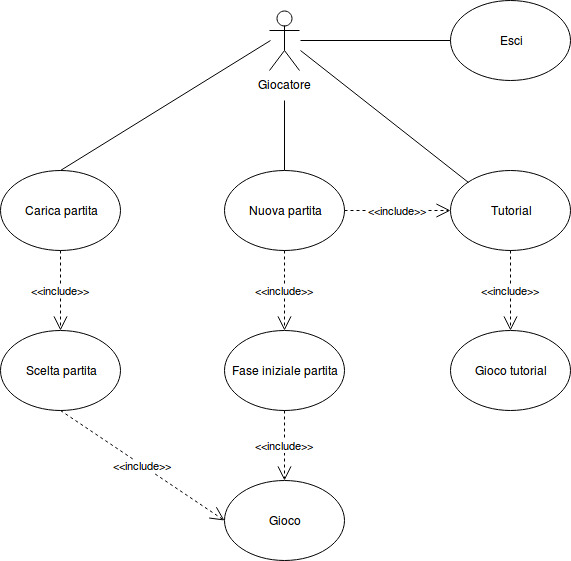 Esci
Giocatore
Carica partita
Nuova partita
<<include>>
Tutorial
<<include>>
<<include>>
<<include>>
Scelta partita
Fase iniziale partita
Gioco tutorial
<<include>>
<<include>>
Gioco